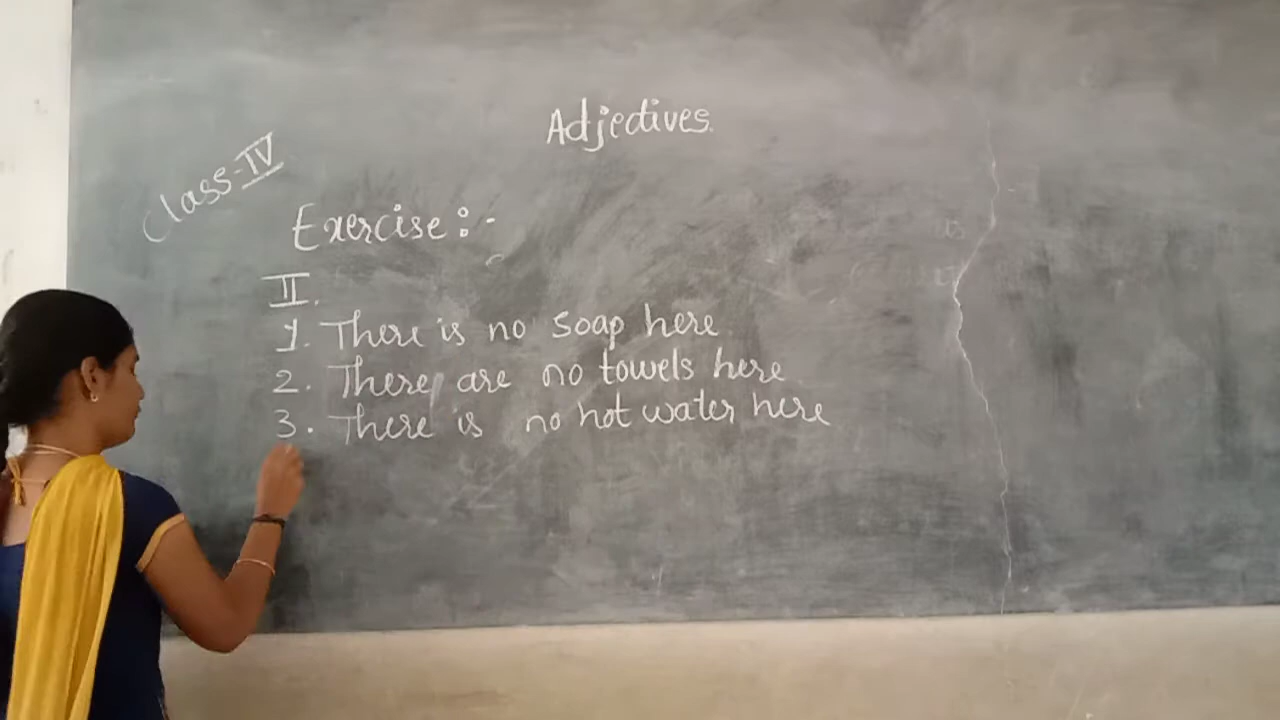 Adjectives.
Class-IV
Exercise:-
II.
1. There is no soap here
2. There are no towels here
3. There is no hot water here